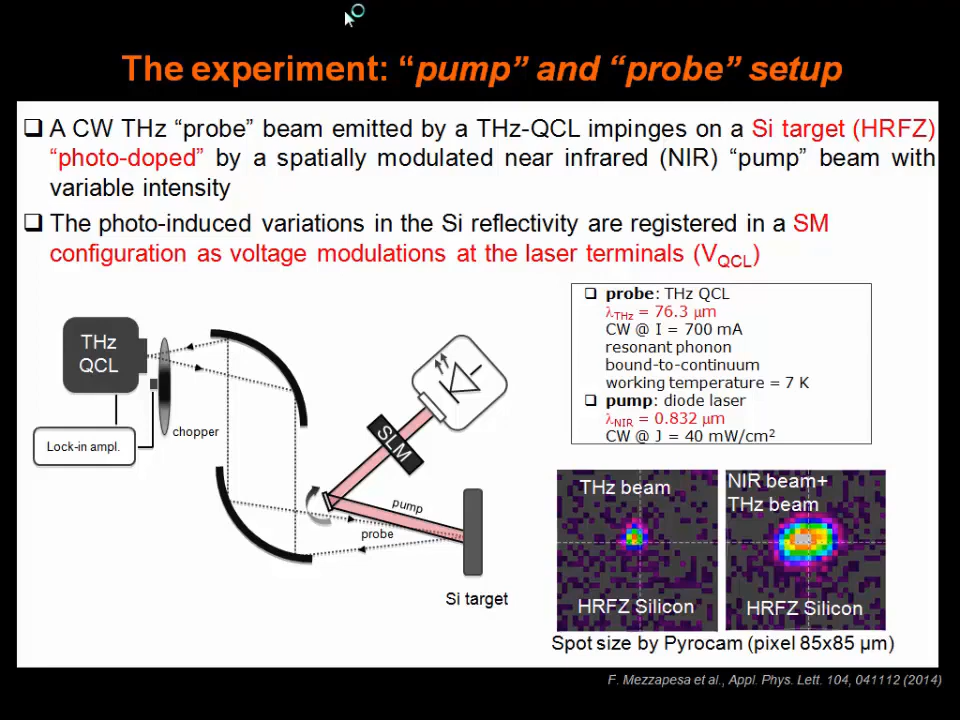 The experiment: “pump” and “probe” setup
❑ A CW THz “probe” beam emitted by a THz-QCL impinges on a Si target (HRFZ)
“photo-doped” by a spatially modulated near infrared (NIR) “pump” beam with
variable intensity
❑ The photo-induced variations in the Si reflectivity are registered in a SM
configuration as voltage modulations at the laser terminals (VQCL)
THz
QCL
chopper
Lock-in ampl.
SLM
pump
probe
Si target
❑ probe: THz QCL
λTHz = 76.3 µm
CW @ I = 700 mA
resonant phonon
bound-to-continuum
working temperature = 7 K
❑ pump: diode laser
λNIR = 0.832 µm
CW @ J = 40 mW/cm2
THz beam
HRFZ Silicon
NIR beam+
THz beam
HRFZ Silicon
Spot size by Pyrocam (pixel 85x85 µm)
F. Mezzapesa et al., Appl. Phys. Lett. 104, 041112 (2014)